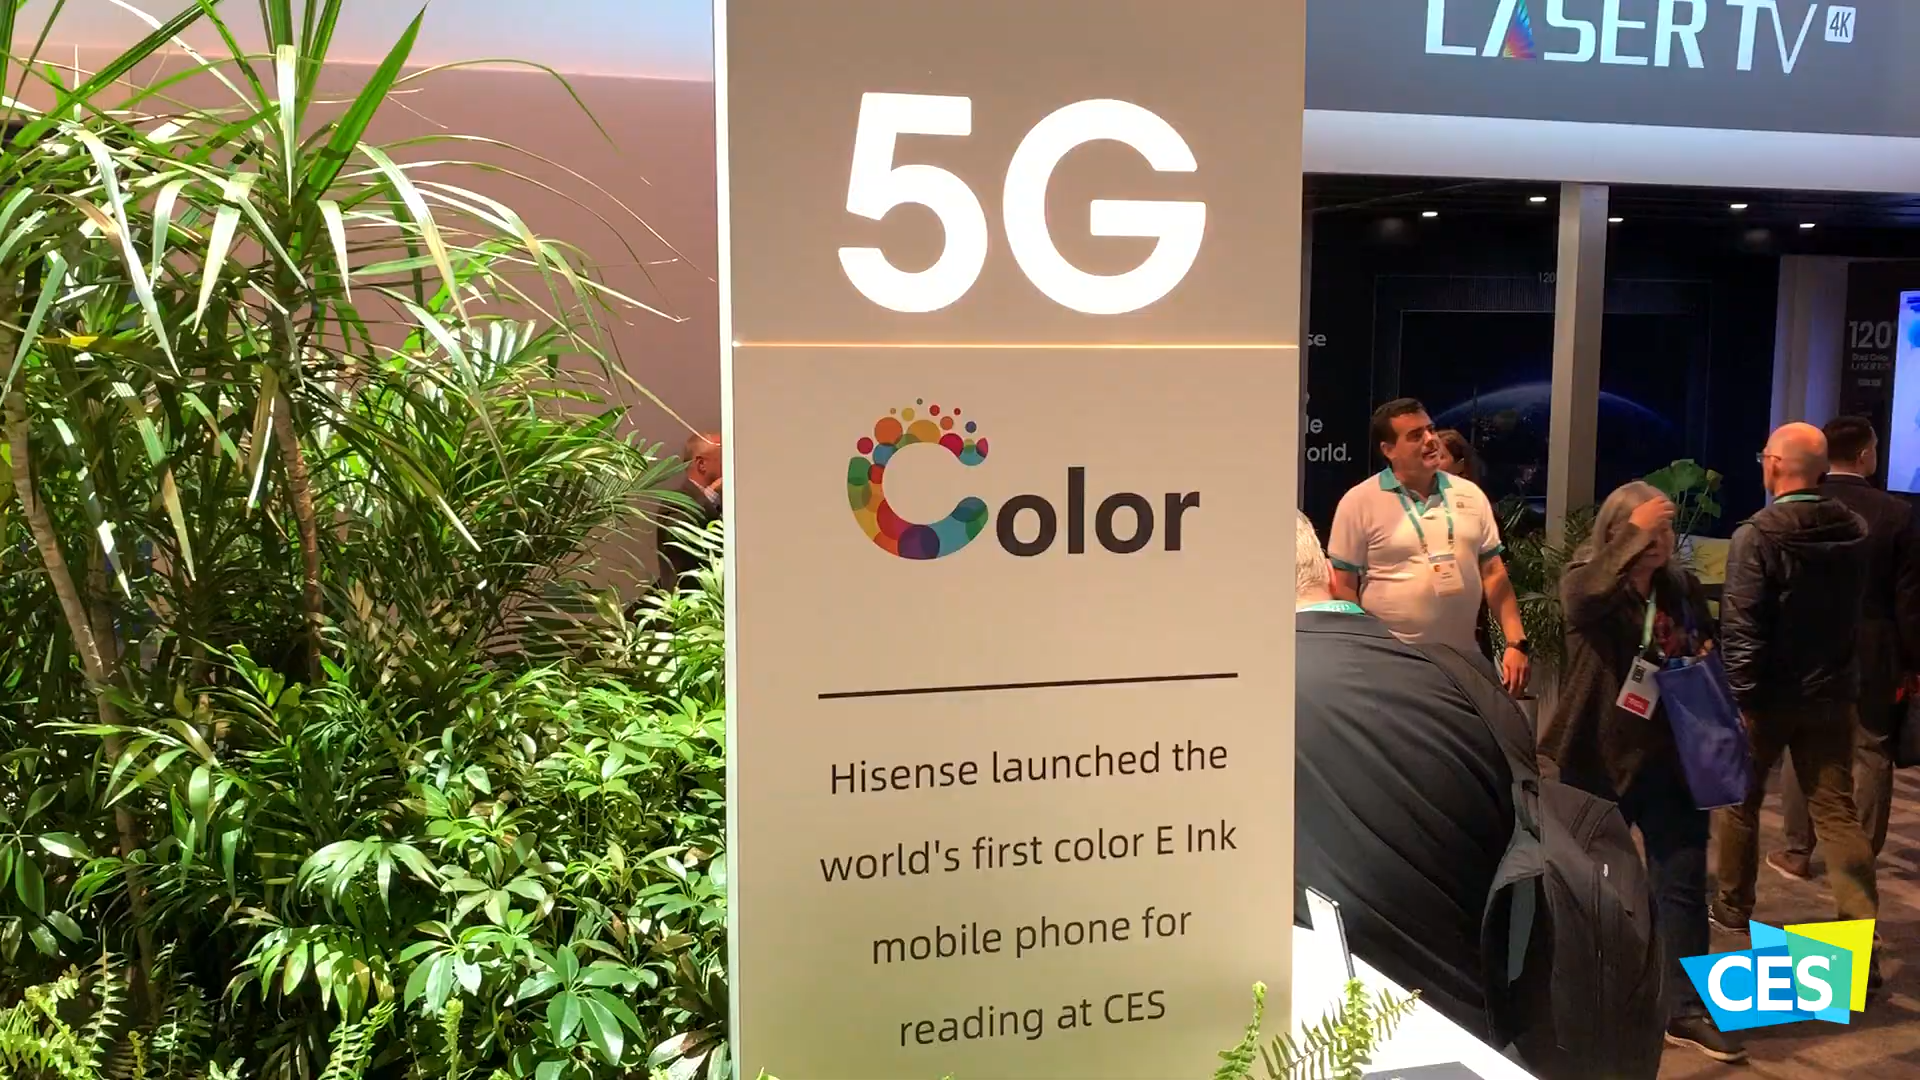 LASER TV 4K
5G
Color
Hisense launched the
world's first color E Ink
mobile phone for
reading at CES
orld.
120"
CES